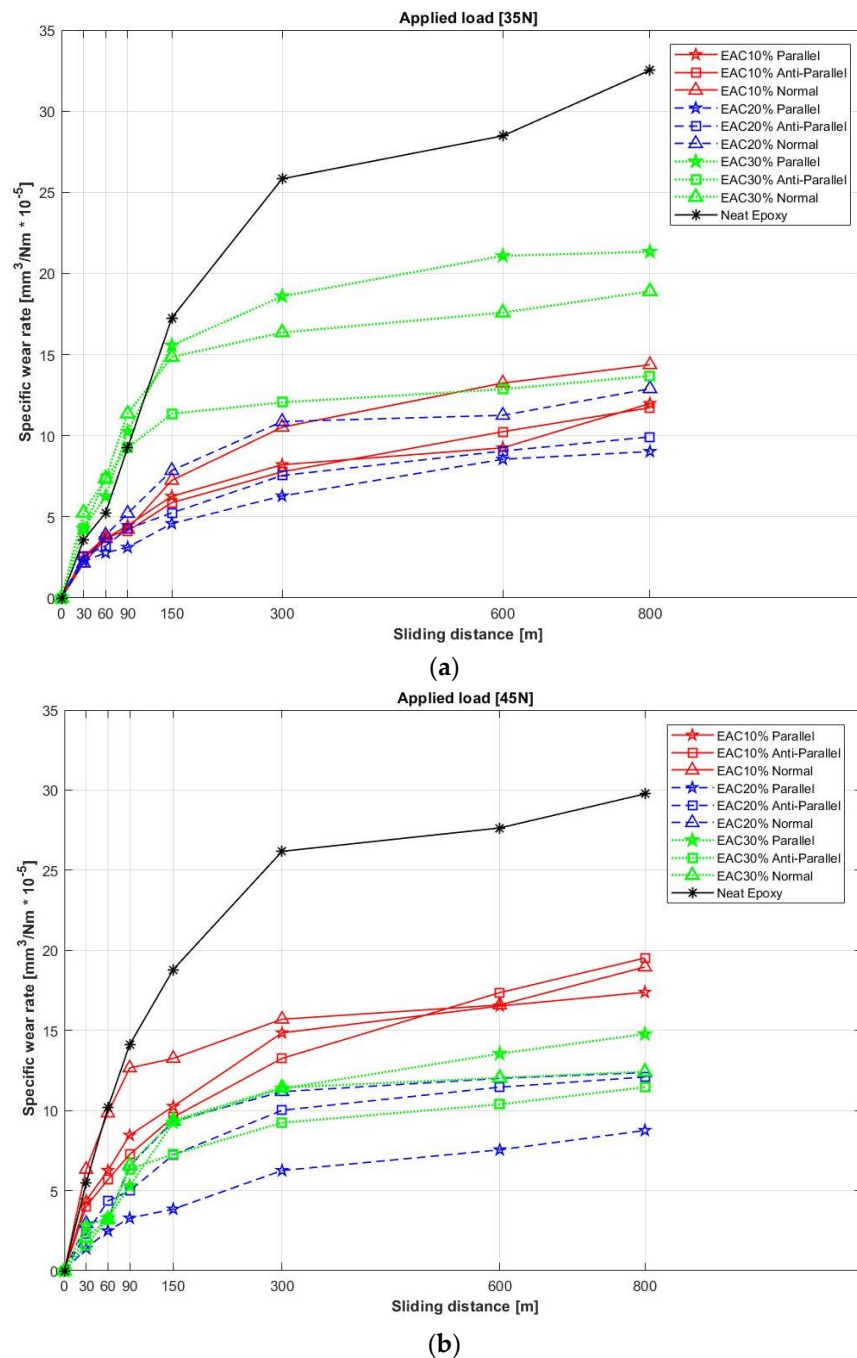 Applied load [35N]
35
30
25
20
15
10
5
0
Specific wear rate [mm³/Nm * 10⁻⁵]
EAC10% Parallel
EAC10% Anti-Parallel
EAC10% Normal
EAC20% Parallel
EAC20% Anti-Parallel
EAC20% Normal
EAC30% Parallel
EAC30% Anti-Parallel
EAC30% Normal
Neat Epoxy
0 30 60 90 150 300 600 800
Sliding distance [m]
(a)
Applied load [45N]
35
30
25
20
15
10
5
0
Specific wear rate [mm³/Nm * 10⁻⁵]
EAC10% Parallel
EAC10% Anti-Parallel
EAC10% Normal
EAC20% Parallel
EAC20% Anti-Parallel
EAC20% Normal
EAC30% Parallel
EAC30% Anti-Parallel
EAC30% Normal
Neat Epoxy
0 30 60 90 150 300 600 800
Sliding distance [m]
(b)